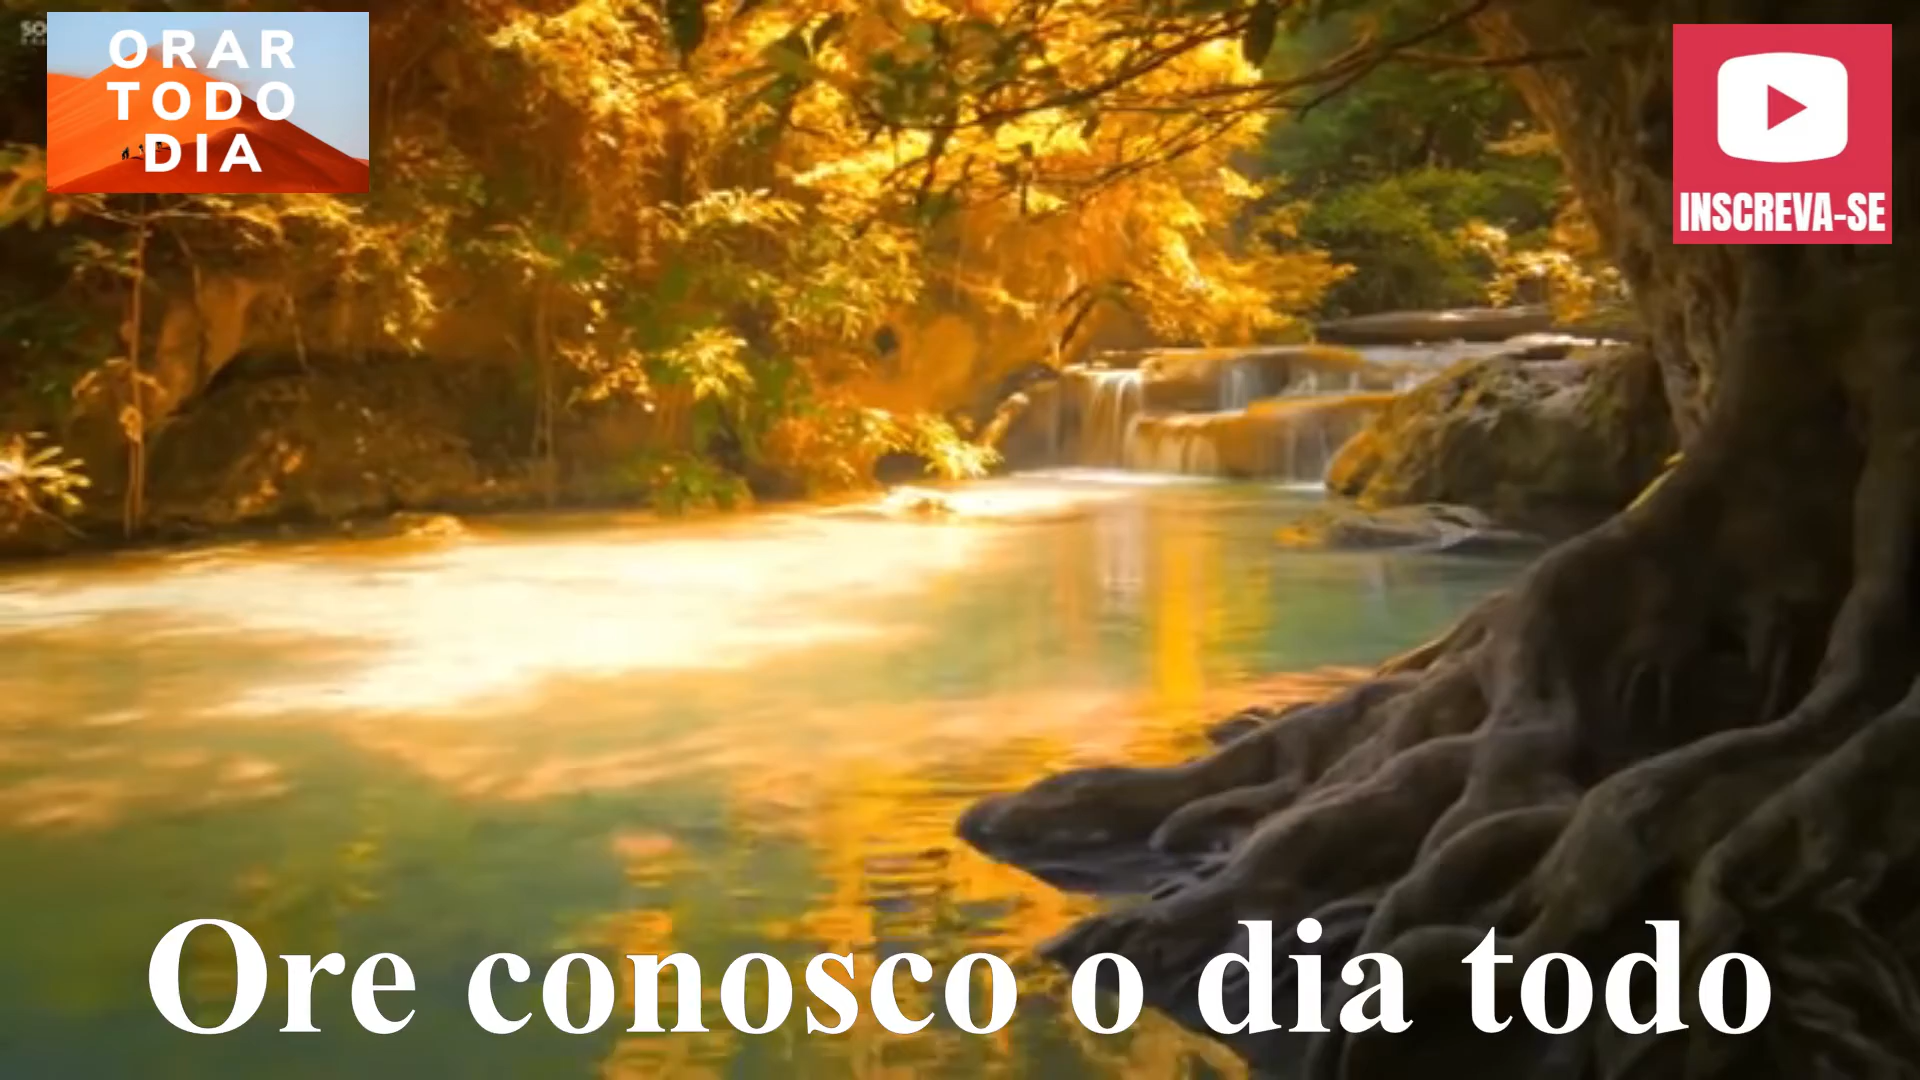 ORAR
TODO
DIA
INSCREVA-SE
Ore conosco o dia todo